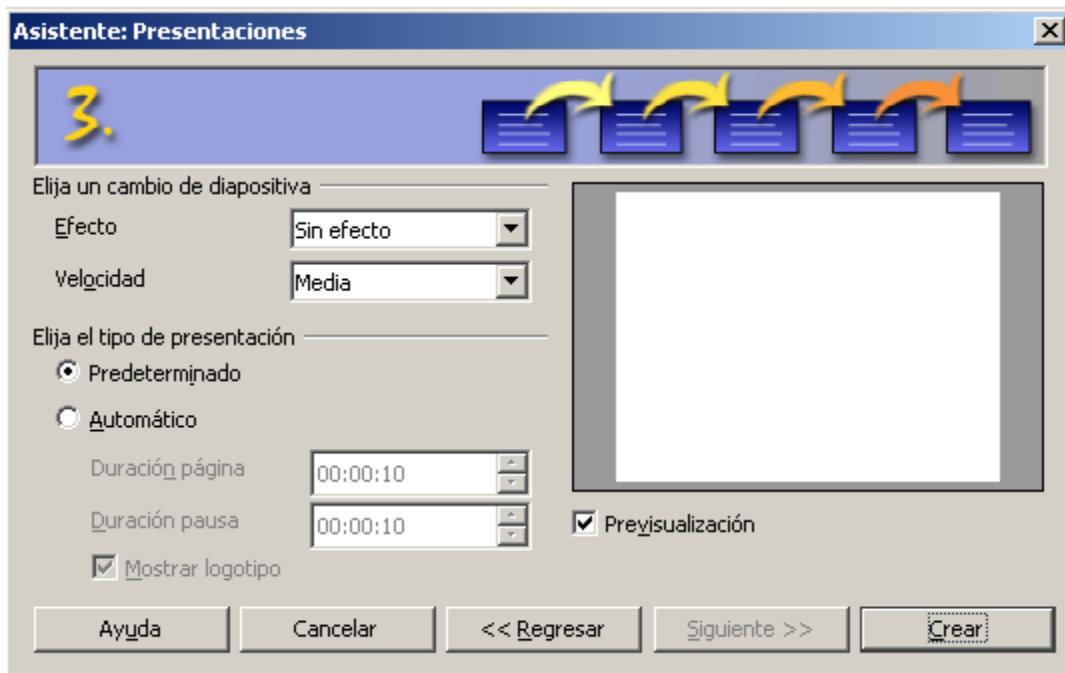 Asistente: Presentaciones
3.
Elija un cambio de diapositiva
Efecto
Sin efecto
Velocidad
Media
Elija el tipo de presentación
Predeterminado
Automático
Duración página
00:00:10
Duración pausa
00:00:10
Mostrar logotipo
Previsualización
Ayuda
Cancelar
<< Regresar
Siguiente >>
Crear